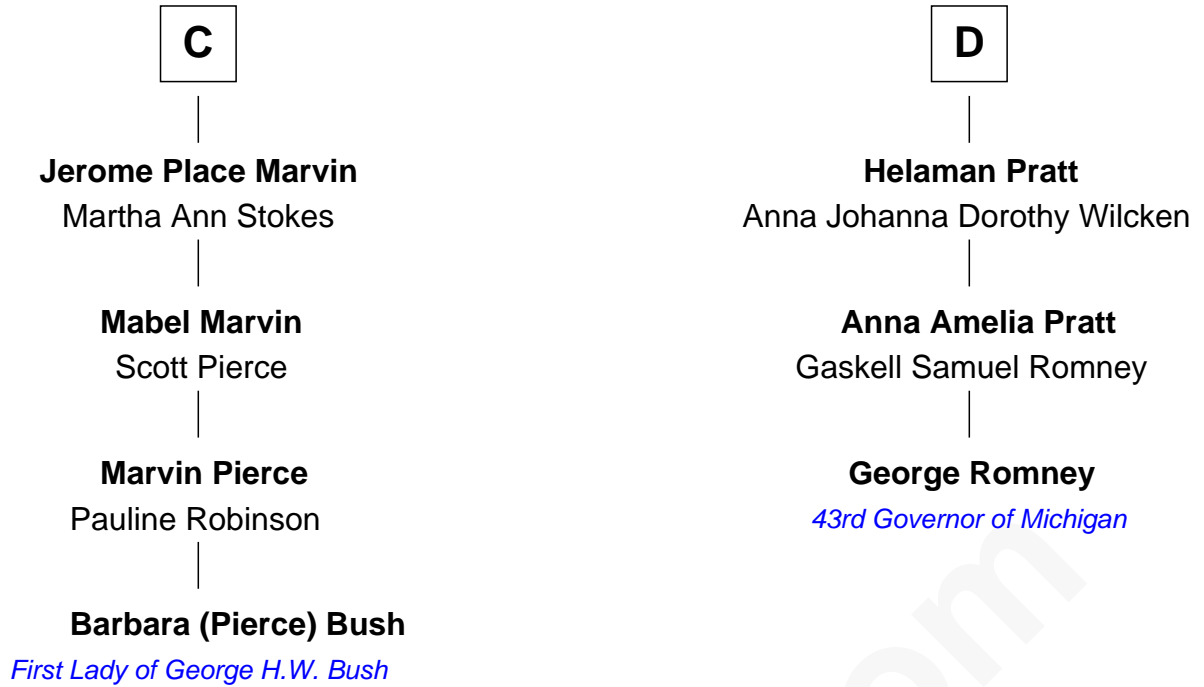 C
Jerome Place Marvin
Martha Ann Stokes
Mabel Marvin
Scott Pierce
Marvin Pierce
Pauline Robinson
Barbara (Pierce) Bush
First Lady of George H.W. Bush
D
Helaman Pratt
Anna Johanna Dorothy Wilcken
Anna Amelia Pratt
Gaskell Samuel Romney
George Romney
43rd Governor of Michigan
om